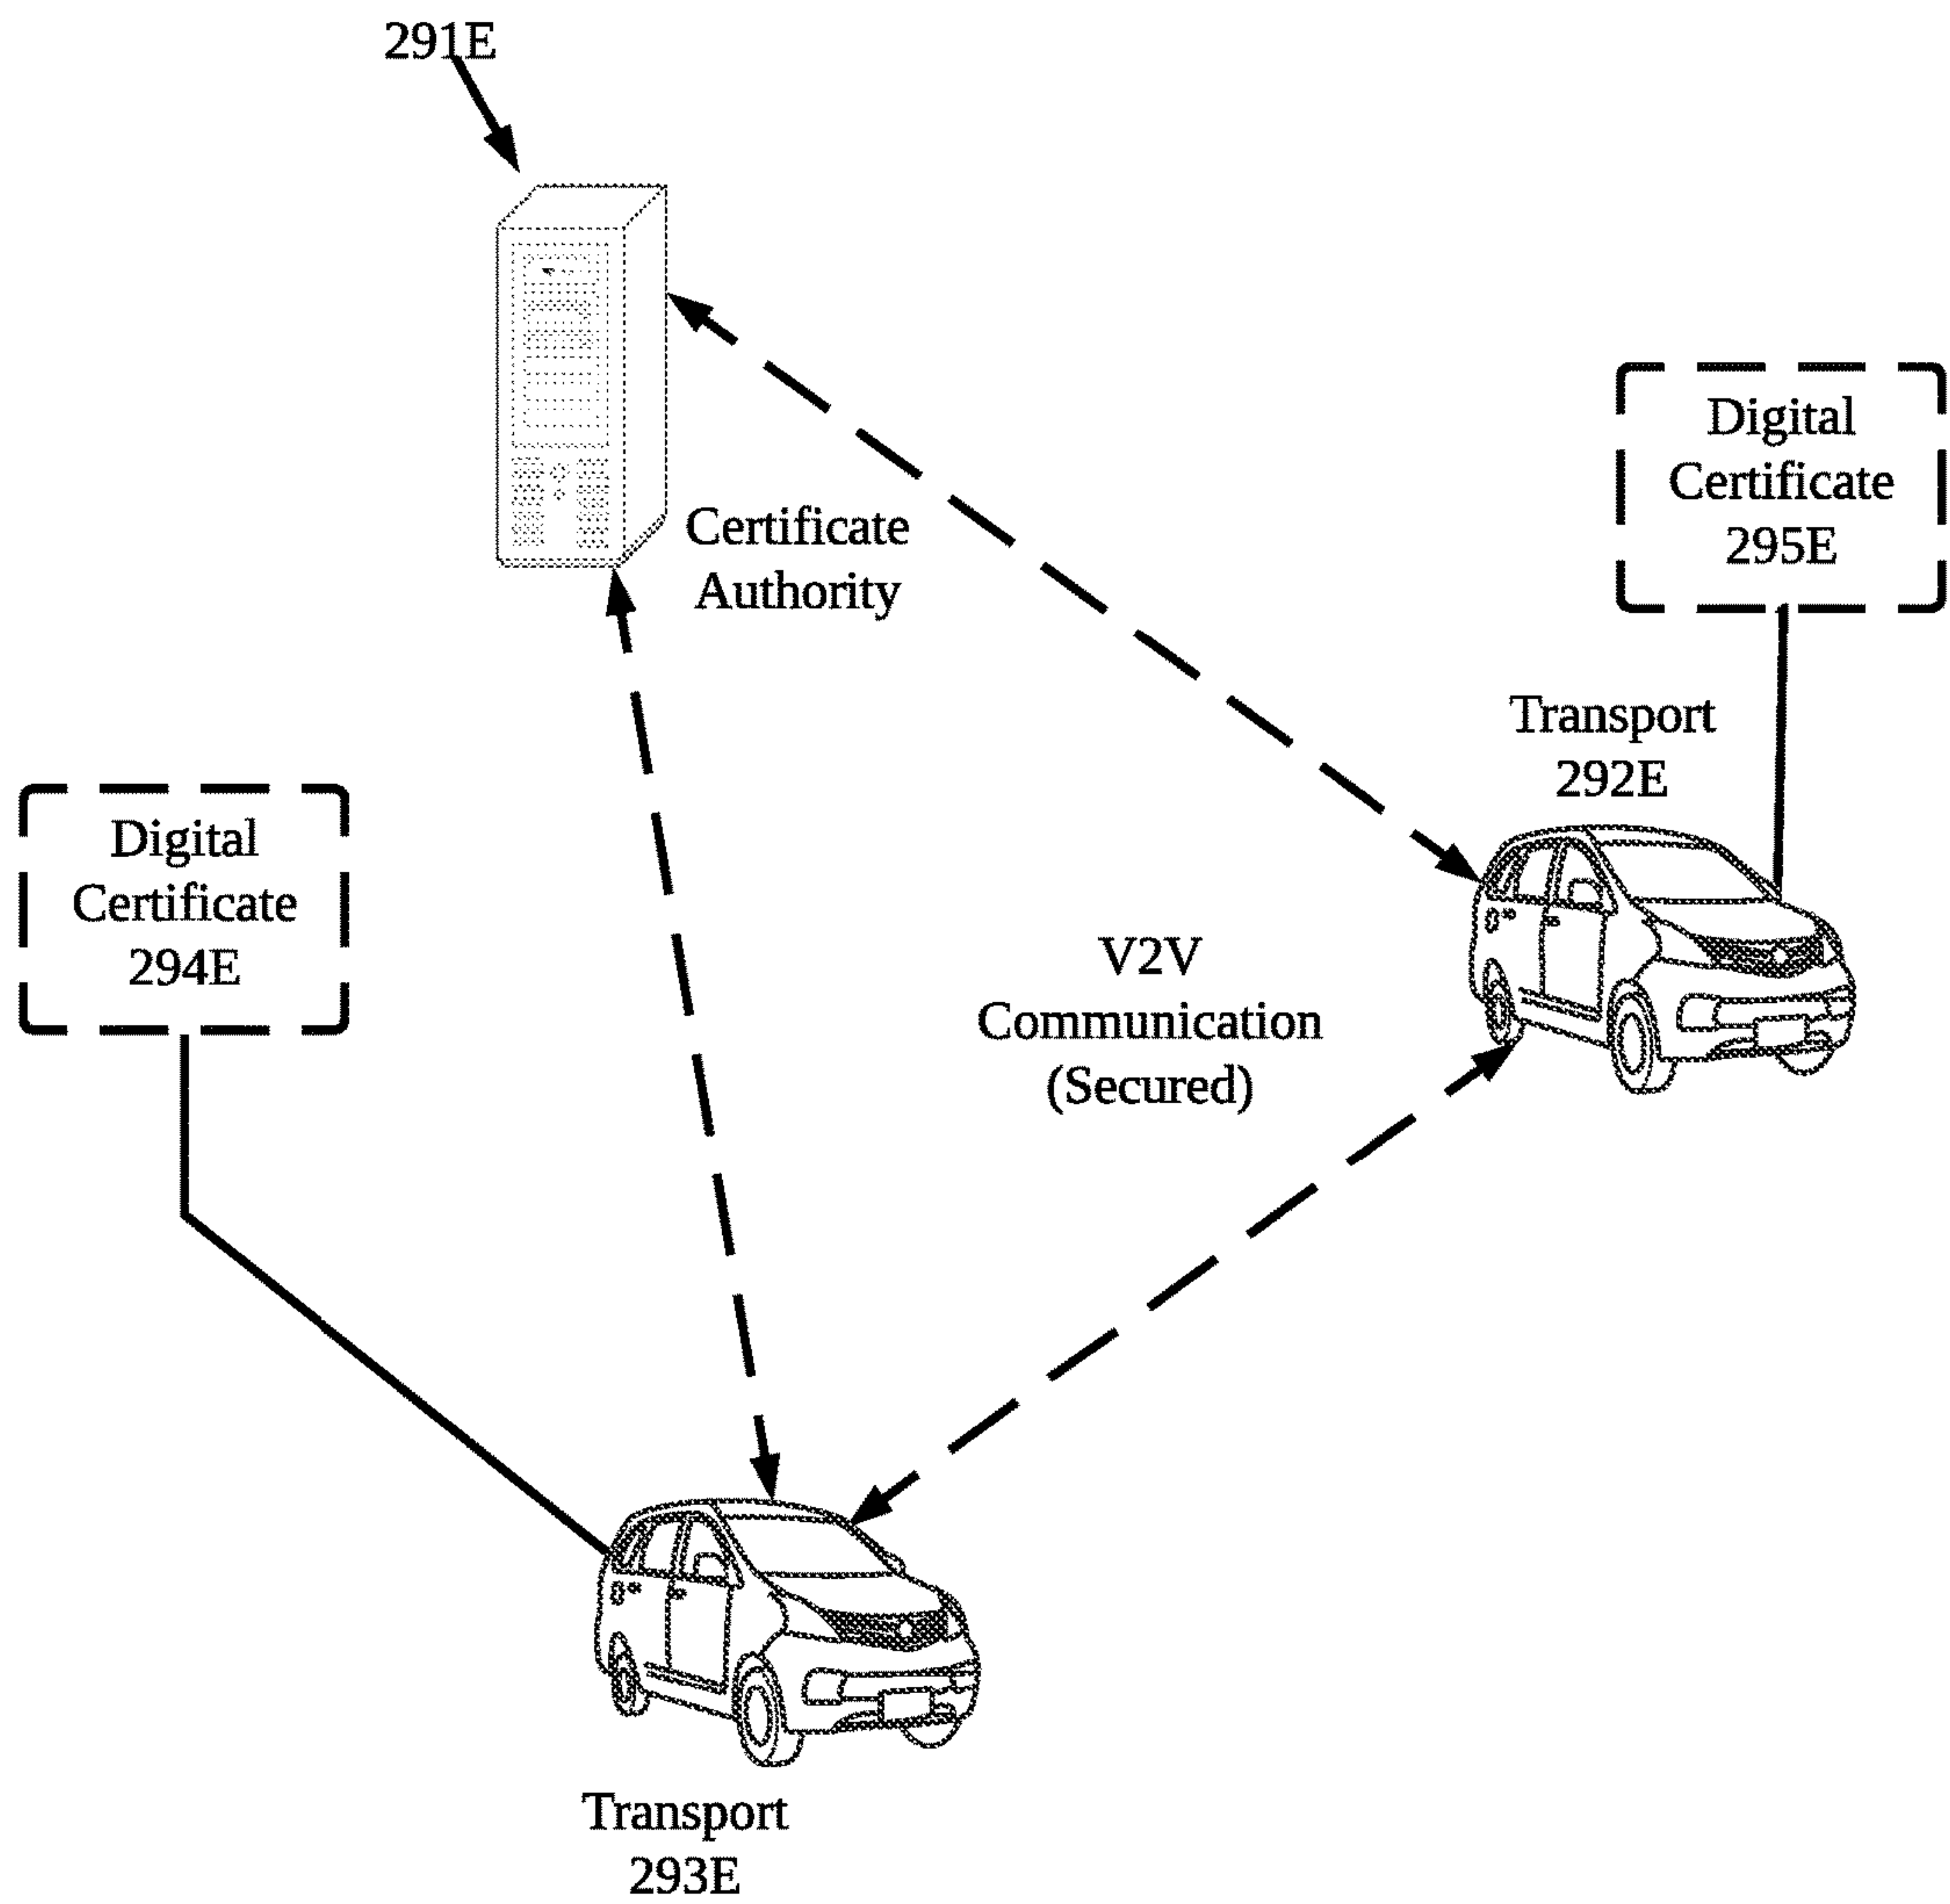 291E
Certificate
Authority
Digital
Certificate
295E
Transport
292E
Digital
Certificate
294E
V2V
Communication
(Secured)
Transport
293E